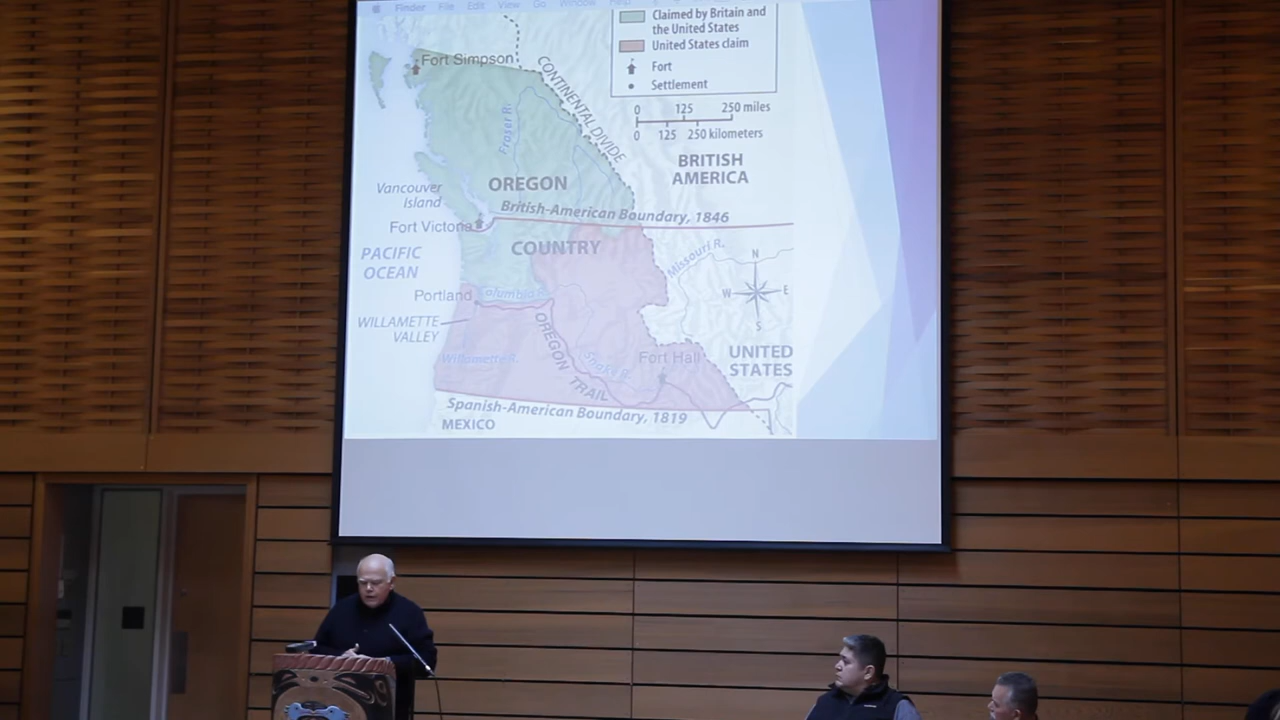 Finder File Edit View Go Window Help
Claimed by Britain and
the United States
United States claim
Fort
Settlement
0 125 250 miles
0 125 250 kilometers
Fort Simpson
CONTINENTAL DIVIDE
Fraser R.
BRITISH
AMERICA
OREGON
Vancouver
Island
British-American Boundary, 1846
Fort Victoria
COUNTRY
Missouri R.
PACIFIC
OCEAN
N
W E
S
Portland
Columbia R.
WILLAMETTE
VALLEY
OREGON TRAIL
Willamette R.
Snake R.
Fort Hall
UNITED
STATES
Spanish-American Boundary, 1819
MEXICO